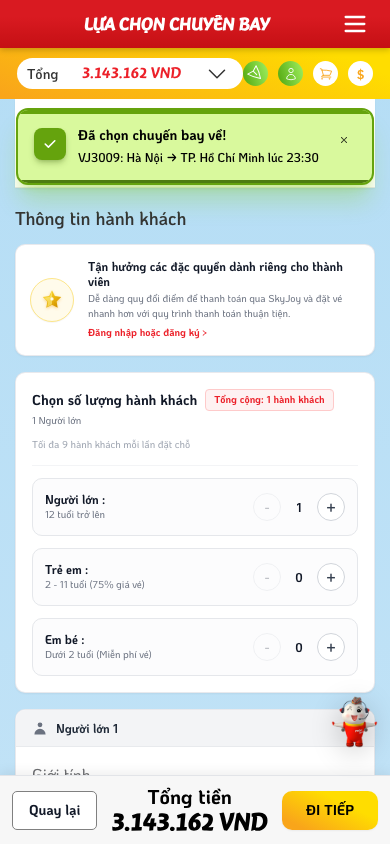 LỰA CHỌN CHUYẾN BAY
Tổng 3.143.162 VND
$
Đã chọn chuyến bay về!
VJ3009: Hà Nội → TP. Hồ Chí Minh lúc 23:30
Thông tin hành khách
Tận hưởng các đặc quyền dành riêng cho thành
viên
Dễ dàng quy đổi điểm để thanh toán qua SkyJoy và đặt vé
nhanh hơn với quy trình thanh toán thuận tiện.
Đăng nhập hoặc đăng ký >
Chọn số lượng hành khách Tổng cộng: 1 hành khách
1 Người lớn
Tối đa 9 hành khách mỗi lần đặt chỗ
Người lớn :
12 tuổi trở lên
- 1 +
Trẻ em :
2 - 11 tuổi (75% giá vé)
- 0 +
Em bé :
Dưới 2 tuổi (Miễn phí vé)
- 0 +
Người lớn 1
Giới tính
Quay lại
Tổng tiền
3.143.162 VND
ĐI TIẾP